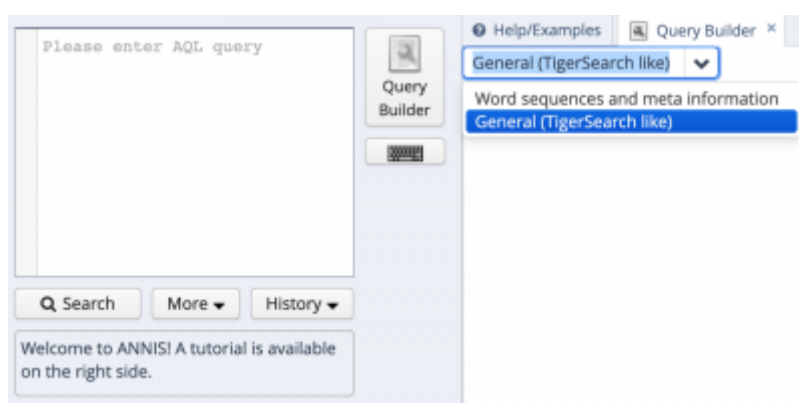 Please enter AQL query
Query
Builder
Search
More
History
Welcome to ANNIS! A tutorial is available
on the right side.
Help/Examples
Query Builder ×
General (TigerSearch like)
Word sequences and meta information
General (TigerSearch like)